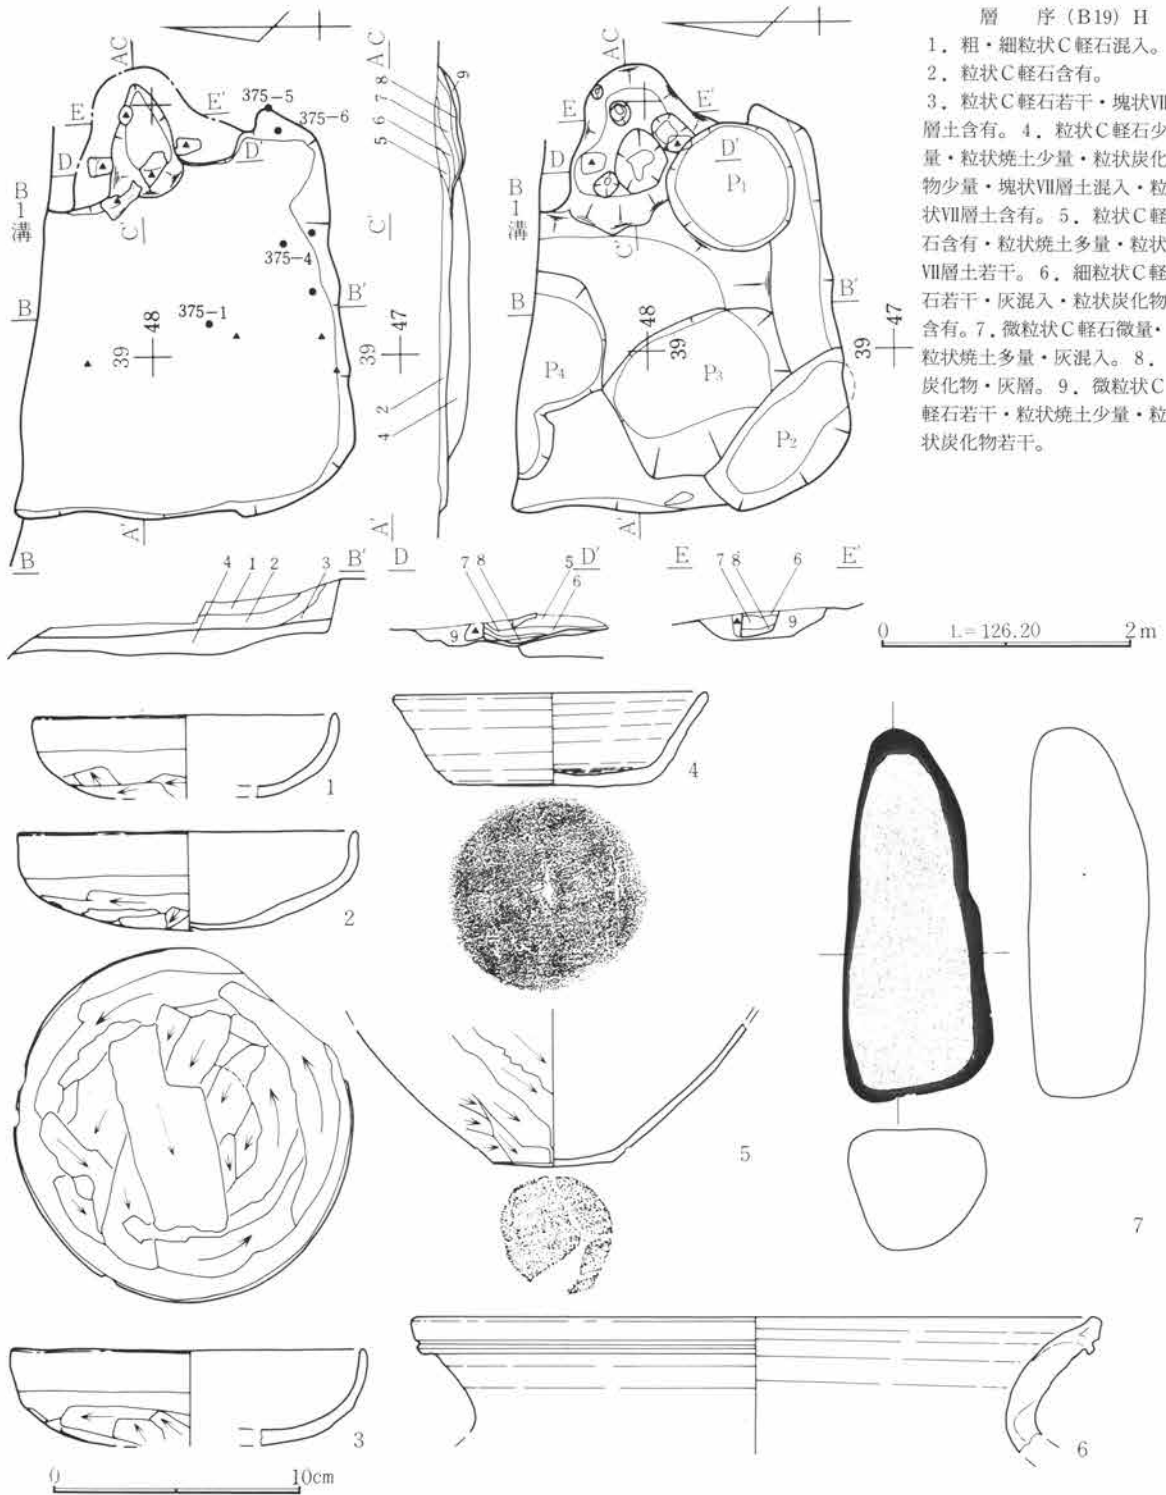 層 序 (B19) H
1．粗・細粒状C軽石混入。
2．粒状C軽石含有。
3．粒状C軽石若干・塊状Ⅶ
層土含有。4．粒状C軽石少
量・粒状焼土少量・粒状炭化
物少量・塊状Ⅶ層土混入・粒
状Ⅶ層土含有。5．粒状C軽
石含有・粒状焼土多量・粒状
Ⅶ層土若干。6．細粒状C軽
石若干・灰混入・粒状炭化物
含有。7．微粒状C軽石微量・
粒状焼土多量・灰混入。8．
炭化物・灰層。9．微粒状C
軽石若干・粒状焼土少量・粒
状炭化物若干。
AC
E
E'
375-5
375-6
D
D'
B
1
溝
C'
375-4
B
B'
375-1
48
39
A'
AC
9
8
7
6
5
C'
47
39
2
4
A'
AC
E
E'
D
D'
P1
B
1
溝
C'
B
B'
48
39
47
39
P4
P3
P2
A'
B
4 1 2 3
B'
D
7 8
5
6
D'
9
E
7 8 6
E'
9
0 L=126.20 2m
1
2
3
4
5
6
7
0 10cm